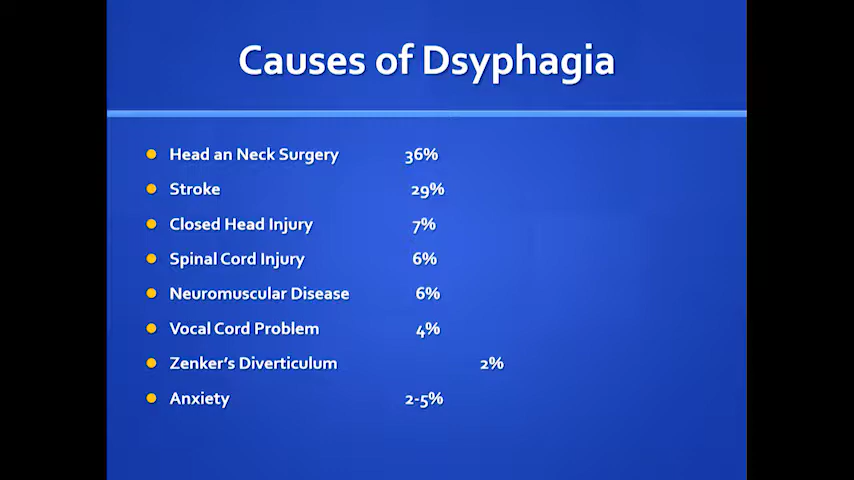 Causes of Dsyphagia
Head an Neck Surgery 36%
Stroke 29%
Closed Head Injury 7%
Spinal Cord Injury 6%
Neuromuscular Disease 6%
Vocal Cord Problem 4%
Zenker’s Diverticulum 2%
Anxiety 2-5%